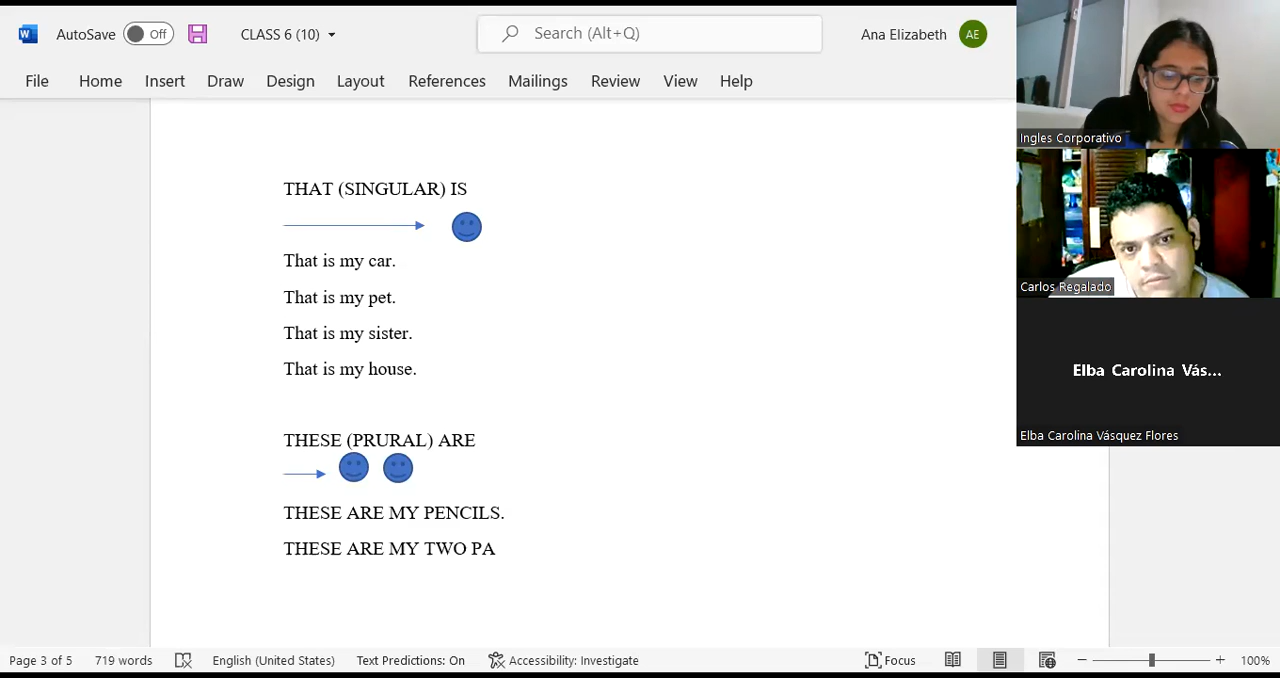 AutoSave Off CLASS 6 (10) Search (Alt+Q) Ana Elizabeth AE
File Home Insert Draw Design Layout References Mailings Review View Help
THAT (SINGULAR) IS
That is my car.
That is my pet.
That is my sister.
That is my house.
THESE (PRURAL) ARE
THESE ARE MY PENCILS.
THESE ARE MY TWO PA
Ingles Corporativo
Carlos Regalado
Elba Carolina Vás...
Elba Carolina Vásquez Flores
Page 3 of 5 719 words English (United States) Text Predictions: On Accessibility: Investigate Focus 100%